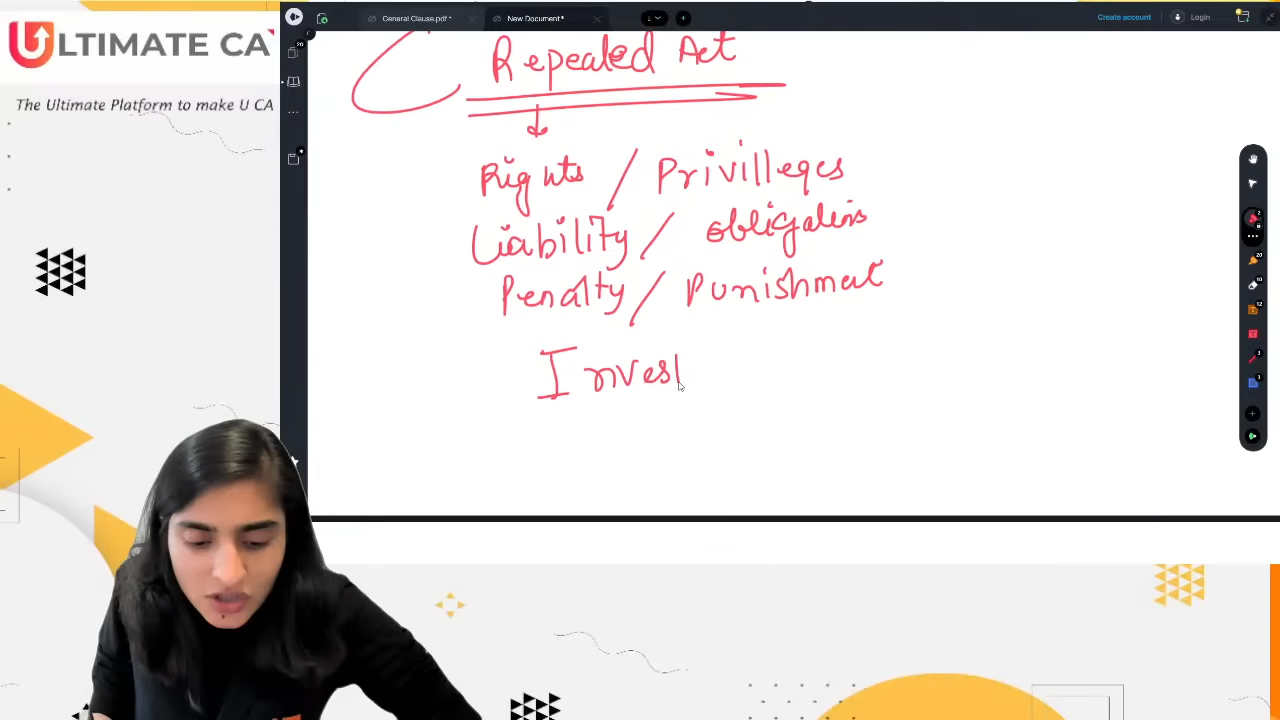 ULTIMATE CA
The Ultimate Platform to make U CA
General Clause.pdf *
New Document*
2
Create account
Login
Repealed Act
Rights / Privilleges
Liability / obligations
Penalty / Punishment
Invest